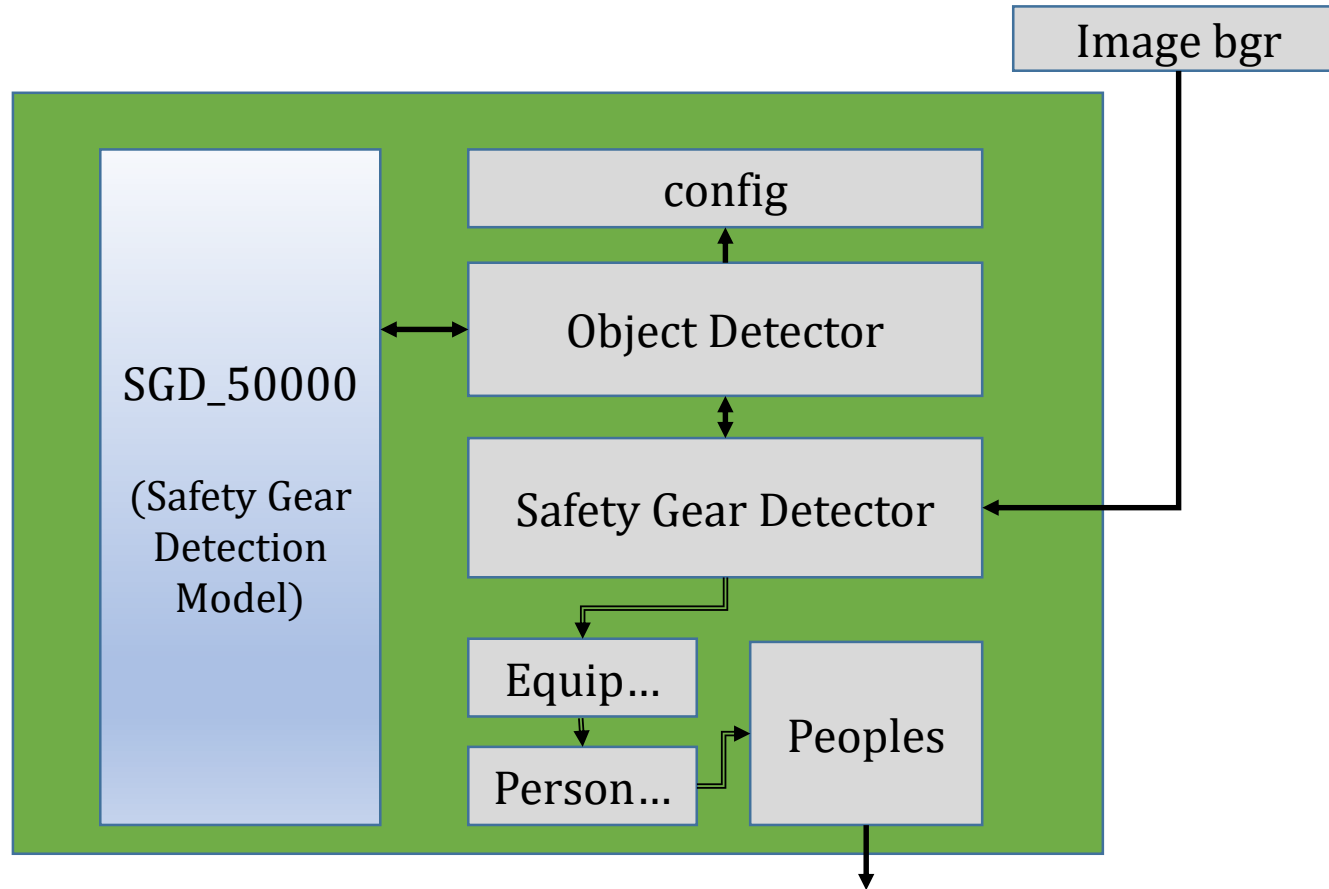 Image bgr
config
Object Detector
SGD_50000
(Safety Gear
Detection
Model)
Safety Gear Detector
Equip…
Peoples
Person…